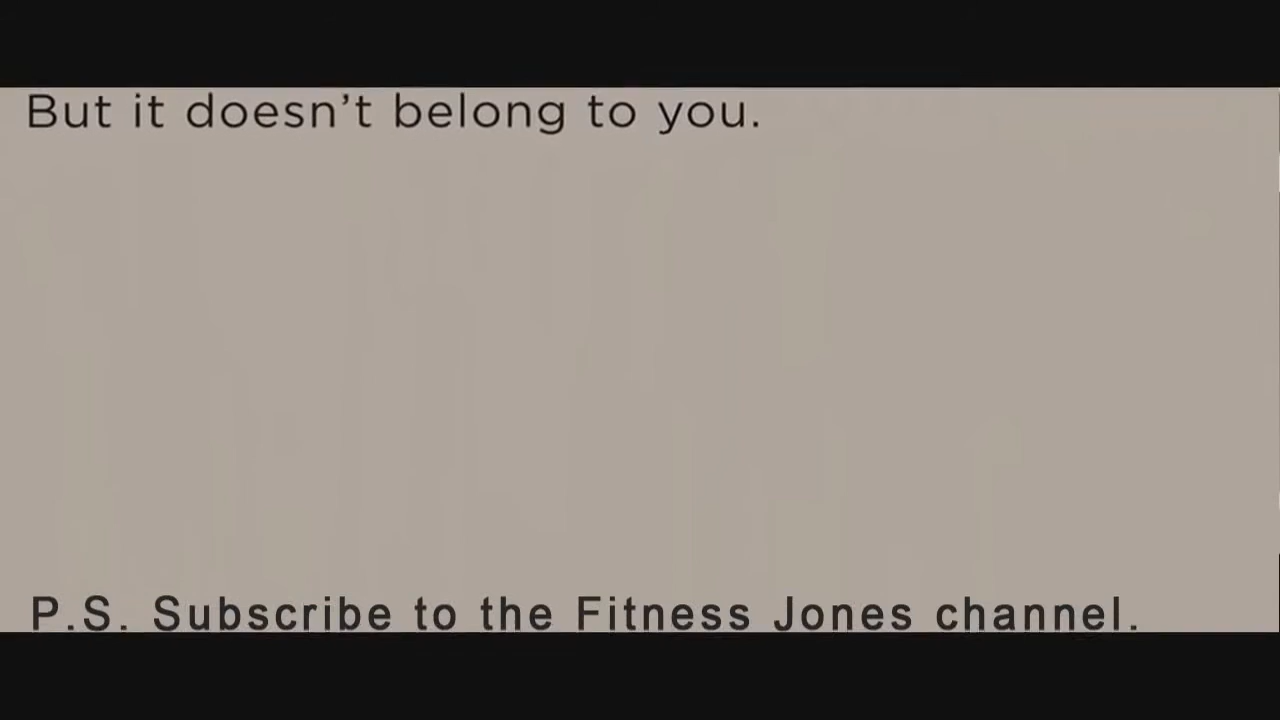 But it doesn’t belong to you.
P.S. Subscribe to the Fitness Jones channel.